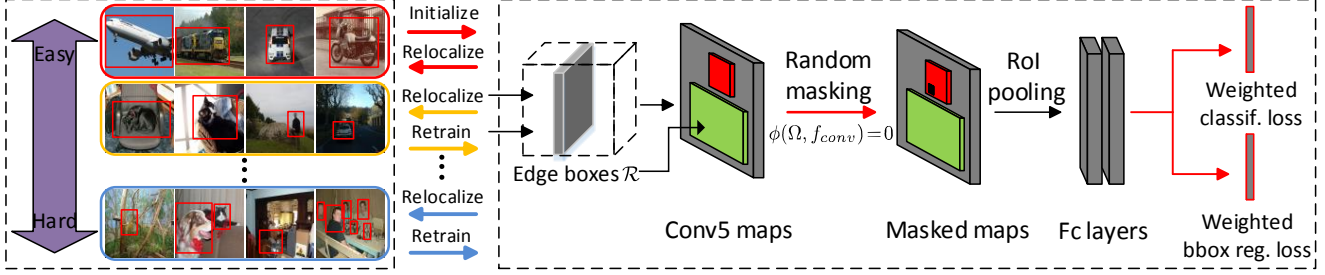 Easy
Hard
Initialize
Relocalize
Relocalize
Retrain
Relocalize
Retrain
Edge boxes ℛ
Conv5 maps
Random
masking
ϕ(Ω, f_conv)=0
Masked maps
RoI
pooling
Fc layers
Weighted
classif. loss
Weighted
bbox reg. loss